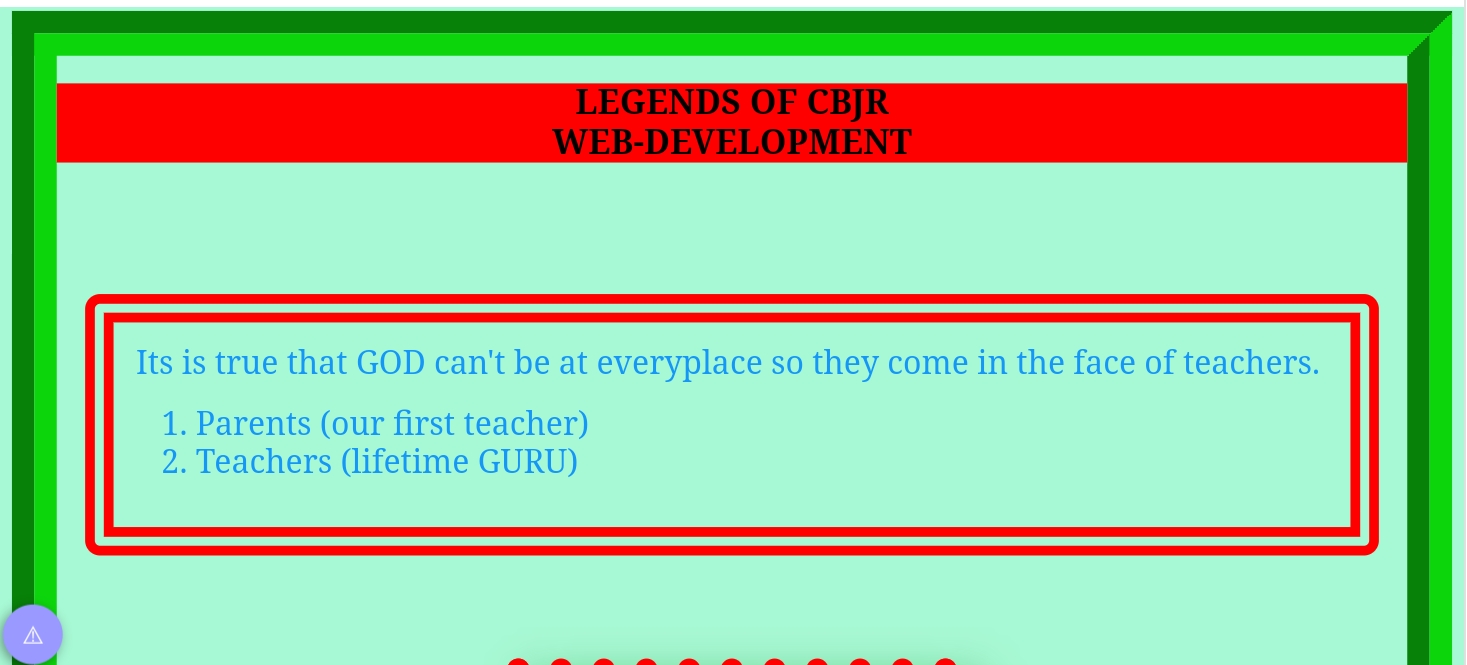 LEGENDS OF CBJR
WEB-DEVELOPMENT
Its is true that GOD can't be at everyplace so they come in the face of teachers.
1. Parents (our first teacher)
2. Teachers (lifetime GURU)